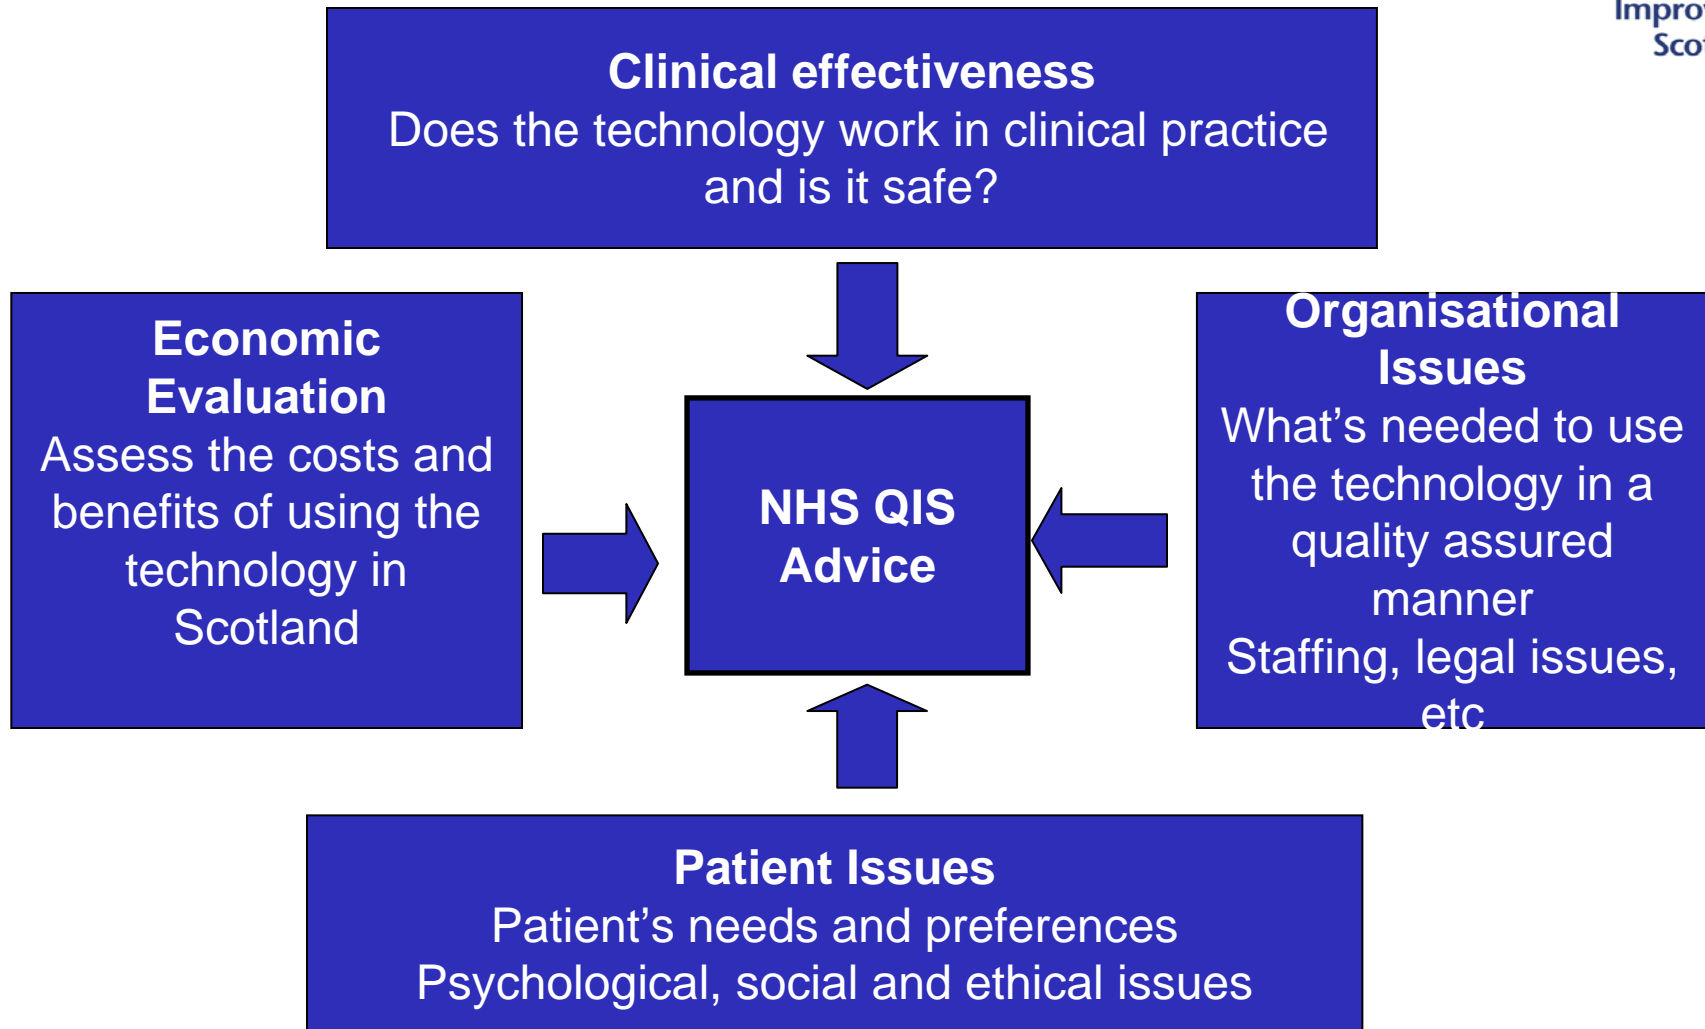 Scot
Clinical effectiveness
Does the technology work in clinical practice
and is it safe?
Economic
Evaluation
Assess the costs and
benefits of using the
technology in
Scotland
NHS QIS
Advice
Organisational
Issues
What's needed to use
the technology in a
quality assured
manner
Staffing, legal issues,
etc
Patient Issues
Patient's needs and preferences
Psychological, social and ethical issues